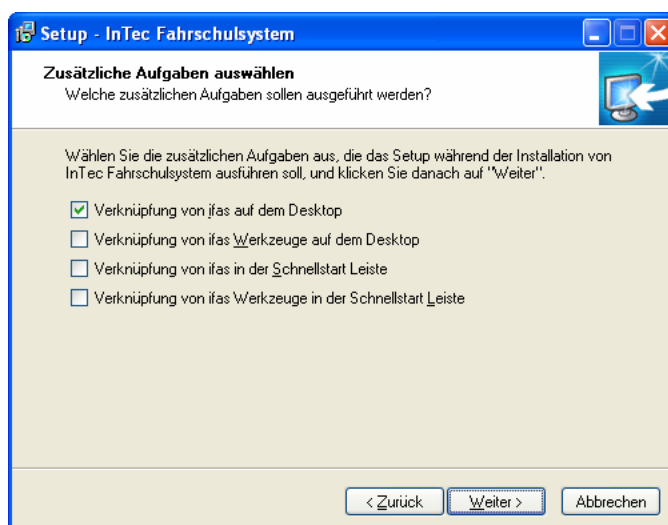 Setup - InTec Fahrschulsystem
Zusätzliche Aufgaben auswählen
Welche zusätzlichen Aufgaben sollen ausgeführt werden?
Wählen Sie die zusätzlichen Aufgaben aus, die das Setup während der Installation von
InTec Fahrschulsystem ausführen soll, und klicken Sie danach auf "Weiter".
Verknüpfung von ifas auf dem Desktop
Verknüpfung von ifas Werkzeuge auf dem Desktop
Verknüpfung von ifas in der Schnellstart Leiste
Verknüpfung von ifas Werkzeuge in der Schnellstart Leiste
< Zurück Weiter > Abbrechen